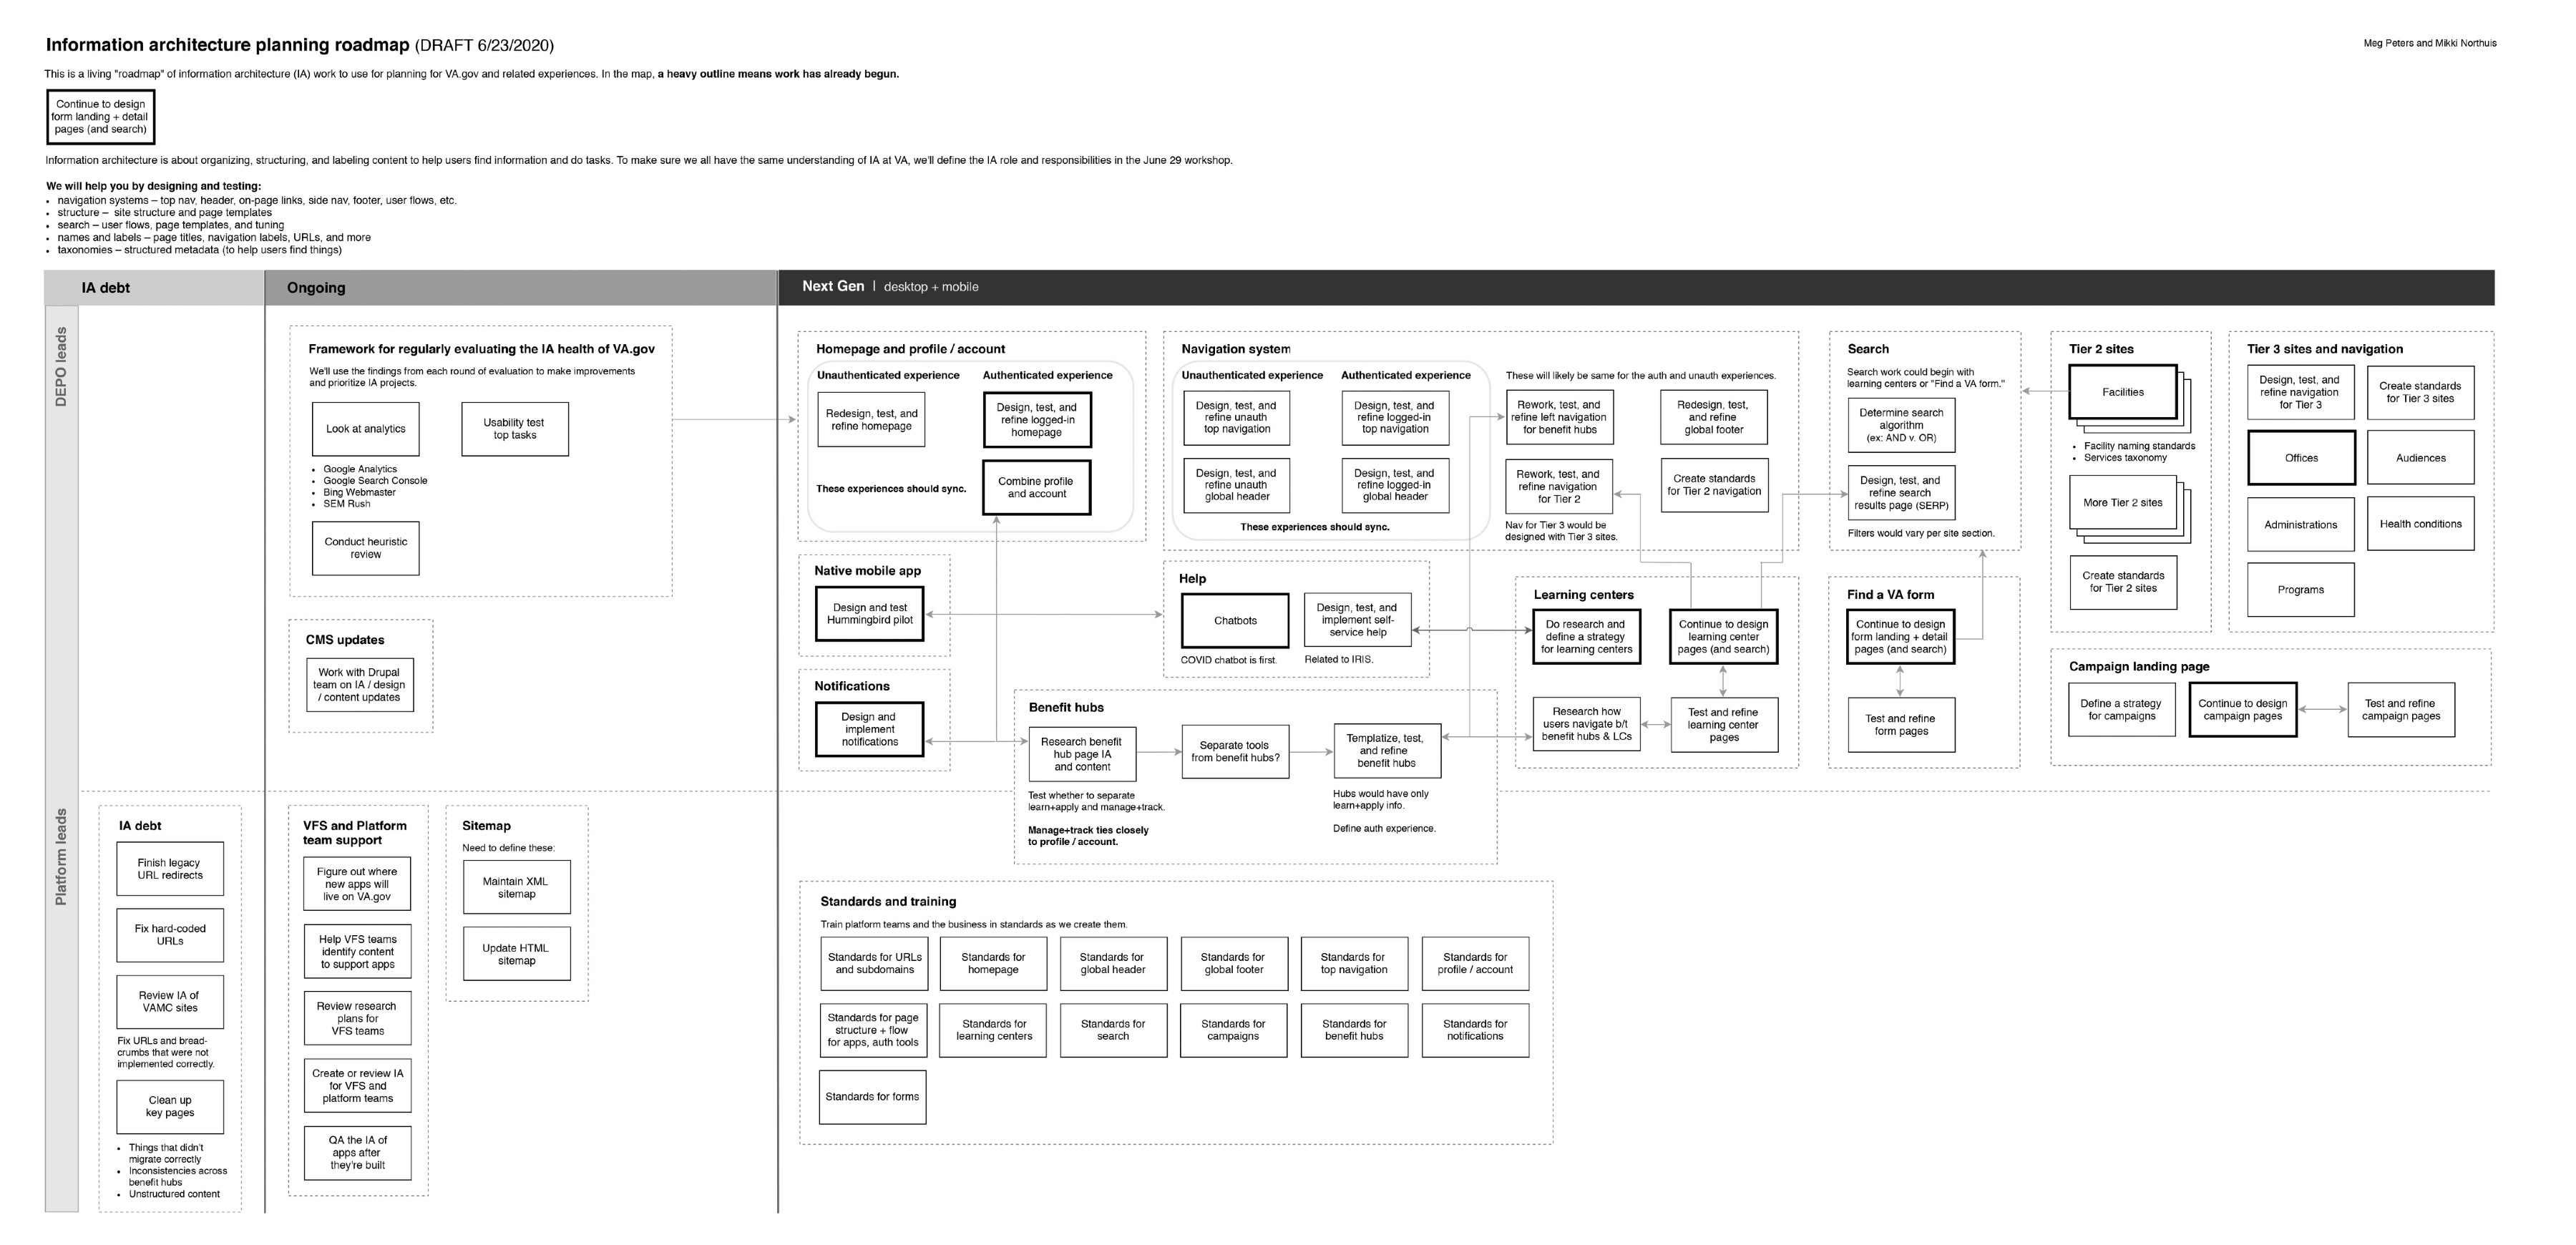 Information architecture planning roadmap (DRAFT 6/23/2020)
Meg Peters and Mikki Northuis
This is a living "roadmap" of information architecture (IA) work to use for planning for VA.gov and related experiences. In the map, a heavy outline means work has already begun.
Continue to design
form landing + detail
pages (and search)
Information architecture is about organizing, structuring, and labeling content to help users find information and do tasks. To make sure we all have the same understanding of IA at VA, we'll define the IA role and responsibilities in the June 29 workshop.
We will help you by designing and testing:
• navigation systems – top nav, header, on-page links, side nav, footer, user flows, etc.
• structure – site structure and page templates
• search – user flows, page templates, and tuning
• names and labels – page titles, navigation labels, URLs, and more
• taxonomies – structured metadata (to help users find things)
IA debt
Ongoing
Next Gen | desktop + mobile
DEPO leads
Framework for regularly evaluating the IA health of VA.gov
We'll use the findings from each round of evaluation to make improvements
and prioritize IA projects.
Look at analytics
Usability test
top tasks
• Google Analytics
• Google Search Console
• Bing Webmaster
• SEM Rush
Conduct heuristic
review
CMS updates
Work with Drupal
team on IA / design
/ content updates
Homepage and profile / account
Unauthenticated experience
Authenticated experience
Redesign, test, and
refine homepage
Design, test, and
refine logged-in
homepage
These experiences should sync.
Combine profile
and account
Navigation system
Unauthenticated experience
Authenticated experience
These will likely be same for the auth and unauth experiences.
Design, test, and
refine unauth
top navigation
Design, test, and
refine logged-in
top navigation
Rework, test, and
refine left navigation
for benefit hubs
Redesign, test,
and refine
global footer
Design, test, and
refine unauth
global header
Design, test, and
refine logged-in
global header
Rework, test, and
refine navigation
for Tier 2
Create standards
for Tier 2 navigation
These experiences should sync.
Nav for Tier 3 would be
designed with Tier 3 sites.
Search
Search work could begin with
learning centers or "Find a VA form."
Determine search
algorithm
(ex: AND v. OR)
Design, test, and
refine search
results page (SERP)
Filters would vary per site section.
Tier 2 sites
Facilities
• Facility naming standards
• Services taxonomy
More Tier 2 sites
Create standards
for Tier 2 sites
Tier 3 sites and navigation
Design, test, and
refine navigation
for Tier 3
Create standards
for Tier 3 sites
Offices
Audiences
Administrations
Health conditions
Programs
Native mobile app
Design and test
Hummingbird pilot
Notifications
Design and
implement
notifications
Help
Chatbots
Design, test, and
implement self-
service help
COVID chatbot is first.
Related to IRIS.
Learning centers
Do research and
define a strategy
for learning centers
Continue to design
learning center
pages (and search)
Research how
users navigate b/t
benefit hubs & LCs
Test and refine
learning center
pages
Find a VA form
Continue to design
form landing + detail
pages (and search)
Test and refine
form pages
Campaign landing page
Define a strategy
for campaigns
Continue to design
campaign pages
Test and refine
campaign pages
Benefit hubs
Research benefit
hub page IA
and content
Separate tools
from benefit hubs?
Templatize, test,
and refine
benefit hubs
Test whether to separate
learn+apply and manage+track.
Manage+track ties closely
to profile / account.
Hubs would have only
learn+apply info.
Define auth experience.
Platform leads
IA debt
Finish legacy
URL redirects
Fix hard-coded
URLs
Review IA of
VAMC sites
Fix URLs and bread-
crumbs that were not
implemented correctly.
Clean up
key pages
• Things that didn't
migrate correctly
• Inconsistencies across
benefit hubs
• Unstructured content
VFS and Platform
team support
Figure out where
new apps will
live on VA.gov
Help VFS teams
identify content
to support apps
Review research
plans for
VFS teams
Create or review IA
for VFS and
platform teams
QA the IA of
apps after
they're built
Sitemap
Need to define these:
Maintain XML
sitemap
Update HTML
sitemap
Standards and training
Train platform teams and the business in standards as we create them.
Standards for URLs
and subdomains
Standards for
homepage
Standards for
global header
Standards for
global footer
Standards for
top navigation
Standards for
profile / account
Standards for page
structure + flow
for apps, auth tools
Standards for
learning centers
Standards for
search
Standards for
campaigns
Standards for
benefit hubs
Standards for
notifications
Standards for forms